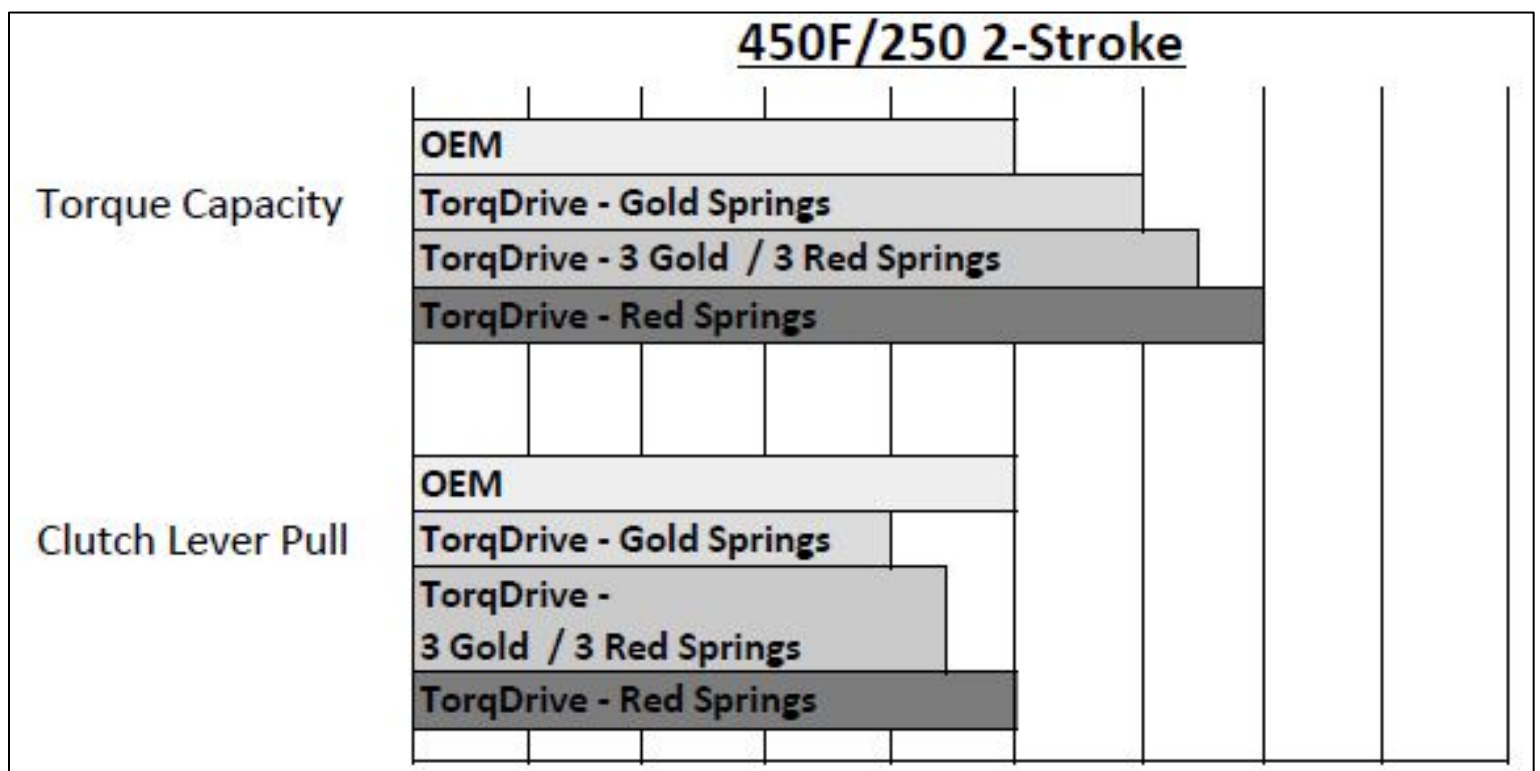 450F/250 2-Stroke
Torque Capacity
OEM
TorqDrive - Gold Springs
TorqDrive - 3 Gold / 3 Red Springs
TorqDrive - Red Springs
Clutch Lever Pull
OEM
TorqDrive - Gold Springs
TorqDrive -
3 Gold / 3 Red Springs
TorqDrive - Red Springs